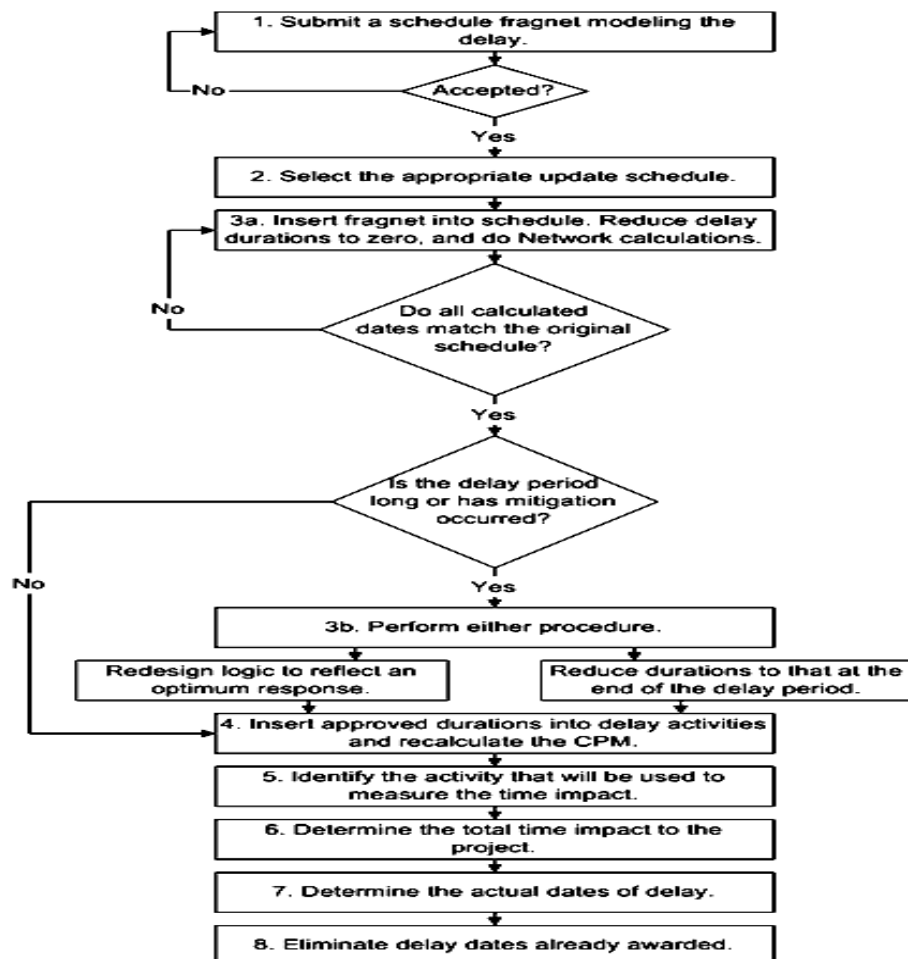 1. Submit a schedule fragnet modeling the
delay.
No
Accepted?
Yes
2. Select the appropriate update schedule.
3a. Insert fragnet into schedule. Reduce delay
durations to zero, and do Network calculations.
No
Do all calculated
dates match the original
schedule?
Yes
Is the delay period
long or has mitigation
occurred?
No
Yes
3b. Perform either procedure.
Redesign logic to reflect an
optimum response.
Reduce durations to that at the
end of the delay period.
4. Insert approved durations into delay activities
and recalculate the CPM.
5. Identify the activity that will be used to
measure the time impact.
6. Determine the total time impact to the
project.
7. Determine the actual dates of delay.
8. Eliminate delay dates already awarded.